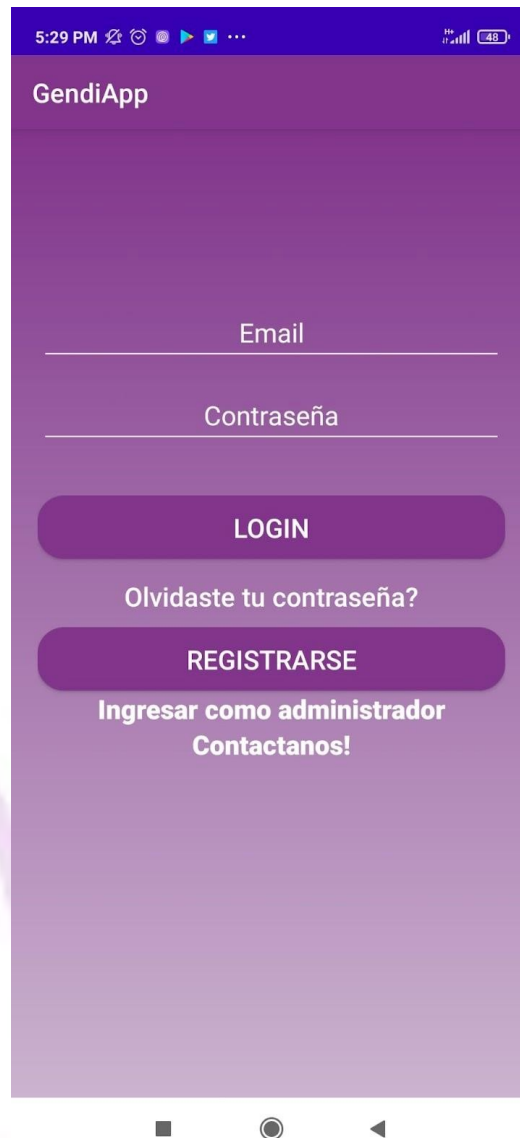 5:29 PM
H+
48
GendiApp
Email
Contraseña
LOGIN
Olvidaste tu contraseña?
REGISTRARSE
Ingresar como administrador
Contactanos!